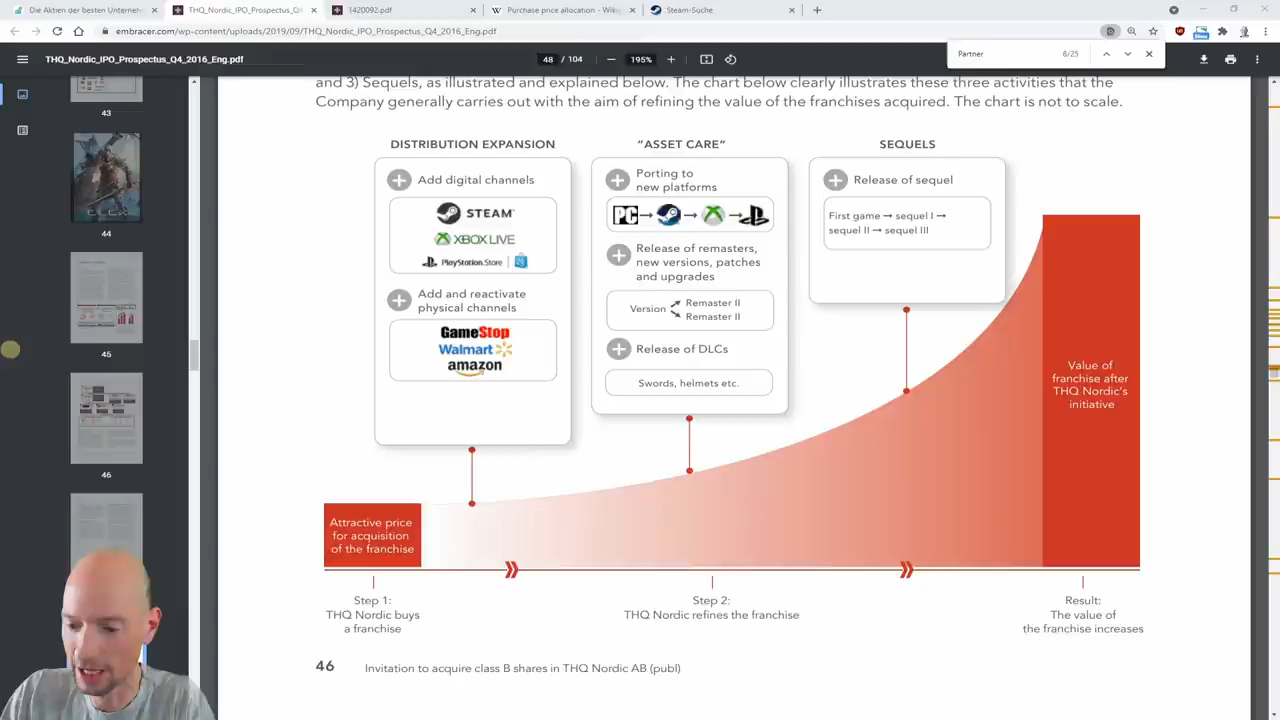 Die Aktien der besten Unternehm
THQ_Nordic_IPO_Prospectus_Q4
1420092.pdf
Purchase price allocation - Wiki
Steam-Suche
embracer.com/wp-content/uploads/2019/09/THQ_Nordic_IPO_Prospectus_Q4_2016_Eng.pdf
THQ_Nordic_IPO_Prospectus_Q4_2016_Eng.pdf
48 / 104
195%
Partner
6/25
and 3) Sequels, as illustrated and explained below. The chart below clearly illustrates these three activities that the
Company generally carries out with the aim of refining the value of the franchises acquired. The chart is not to scale.
43
44
45
46
DISTRIBUTION EXPANSION
Add digital channels
STEAM
XBOX LIVE
PlayStation.Store
Add and reactivate
physical channels
GameStop
Walmart
amazon
"ASSET CARE"
Porting to
new platforms
PC
Release of remasters,
new versions, patches
and upgrades
Version
Remaster II
Remaster II
Release of DLCs
Swords, helmets etc.
SEQUELS
Release of sequel
First game → sequel I →
sequel II → sequel III
Attractive price
for acquisition
of the franchise
Value of
franchise after
THQ Nordic's
initiative
Step 1:
THQ Nordic buys
a franchise
Step 2:
THQ Nordic refines the franchise
Result:
The value of
the franchise increases
46
Invitation to acquire class B shares in THQ Nordic AB (publ)